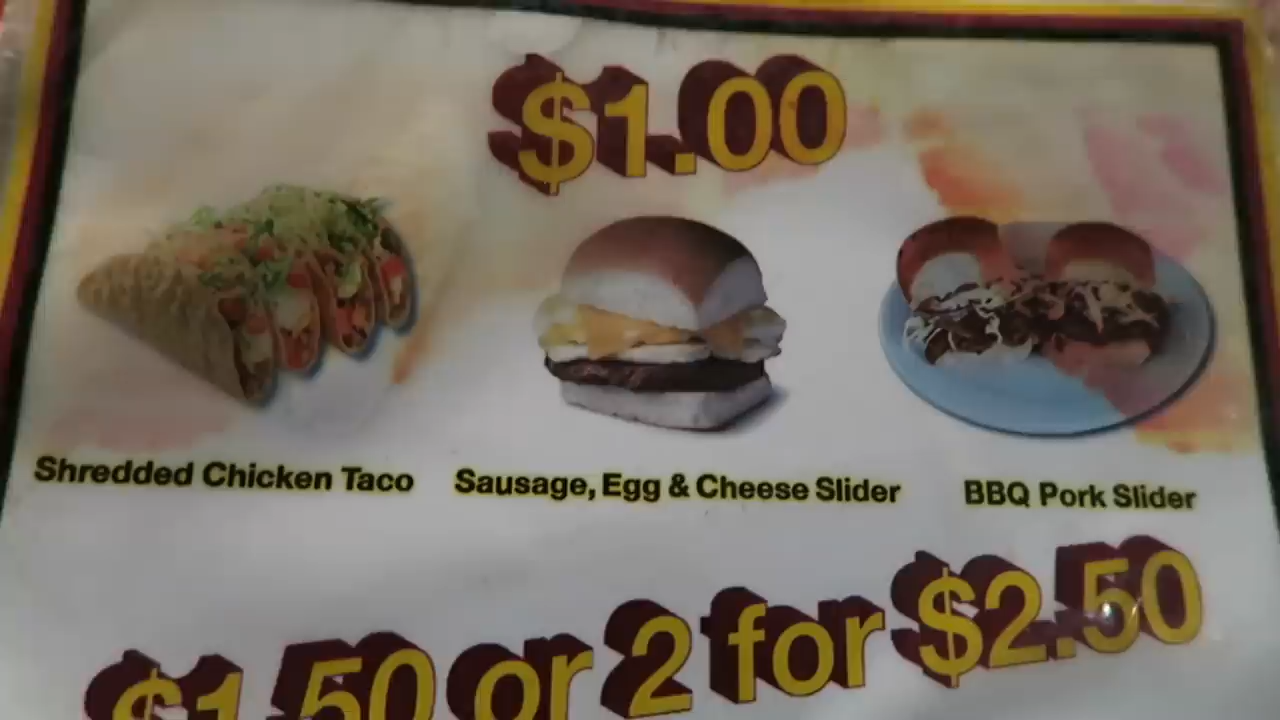 $1.00
Shredded Chicken Taco
Sausage, Egg & Cheese Slider
BBQ Pork Slider
$1.50 or 2 for $2.50